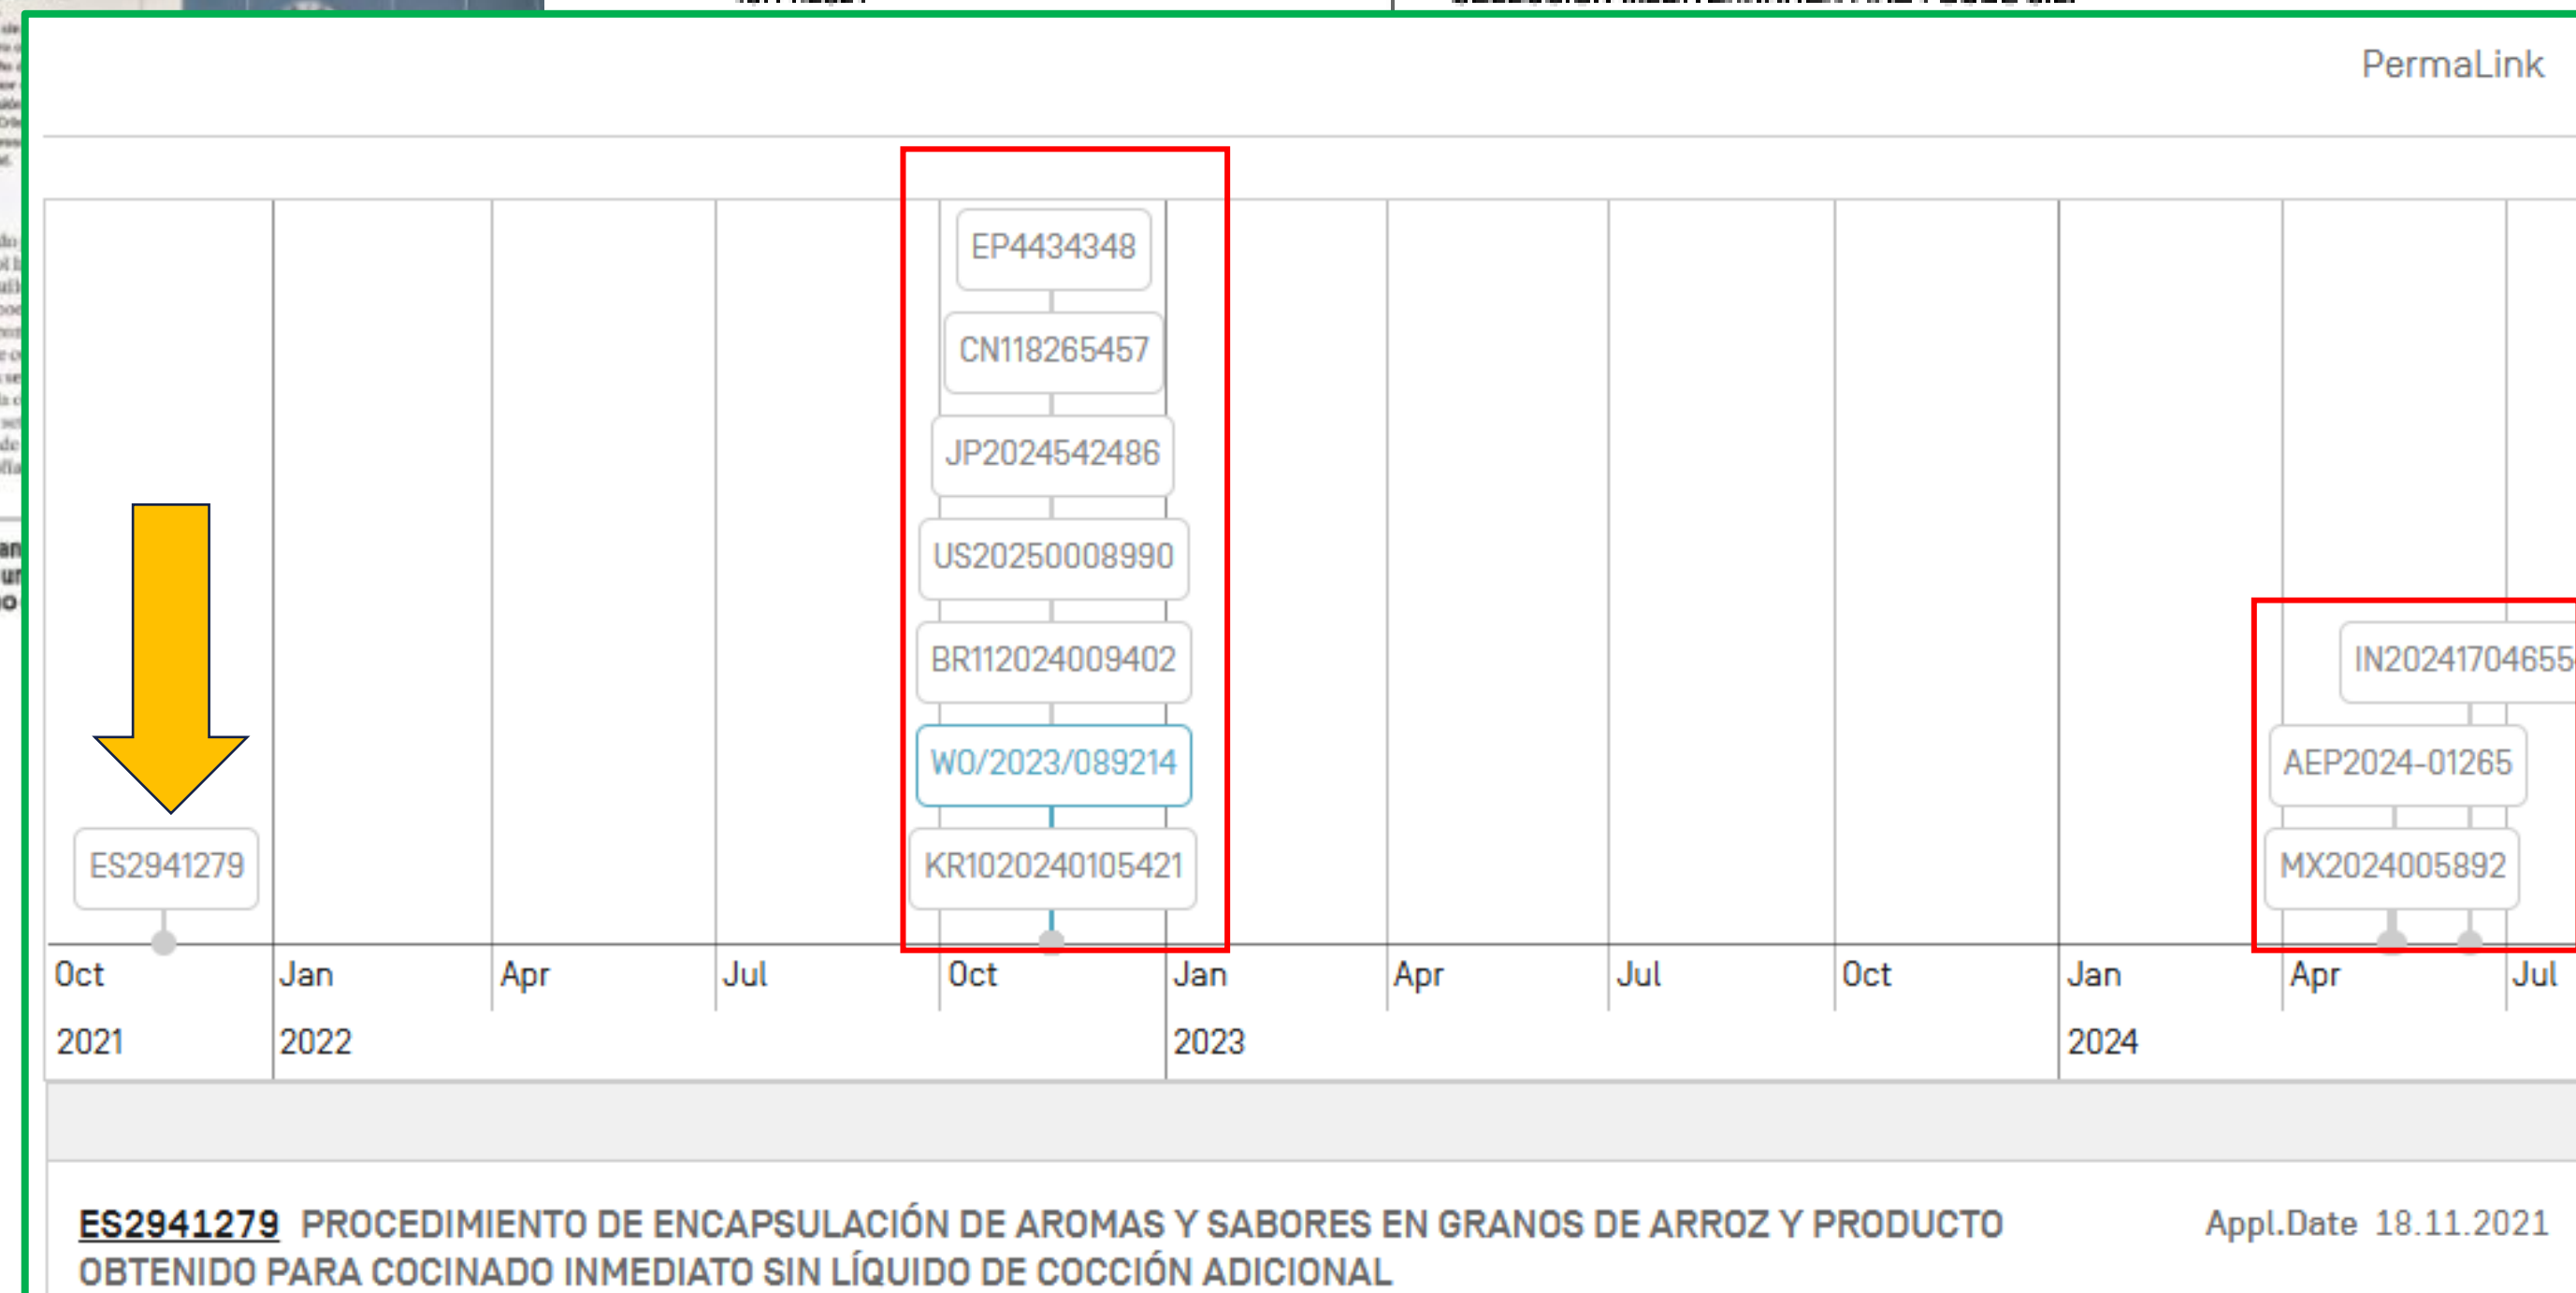 PermaLink
EP4434348
CN118265457
JP2024542486
US20250008990
BR112024009402
IN20241704655
WO/2023/089214
AEP2024-01265
ES2941279
KR1020240105421
MX2024005892
Oct Jan Apr Jul Oct Jan Apr Jul Oct Jan Apr Jul
2021 2022 2023 2024
ES2941279 PROCEDIMIENTO DE ENCAPSULACIÓN DE AROMAS Y SABORES EN GRANOS DE ARROZ Y PRODUCTO Appl.Date 18.11.2021
OBTENIDO PARA COCINADO INMEDIATO SIN LÍQUIDO DE COCCIÓN ADICIONAL